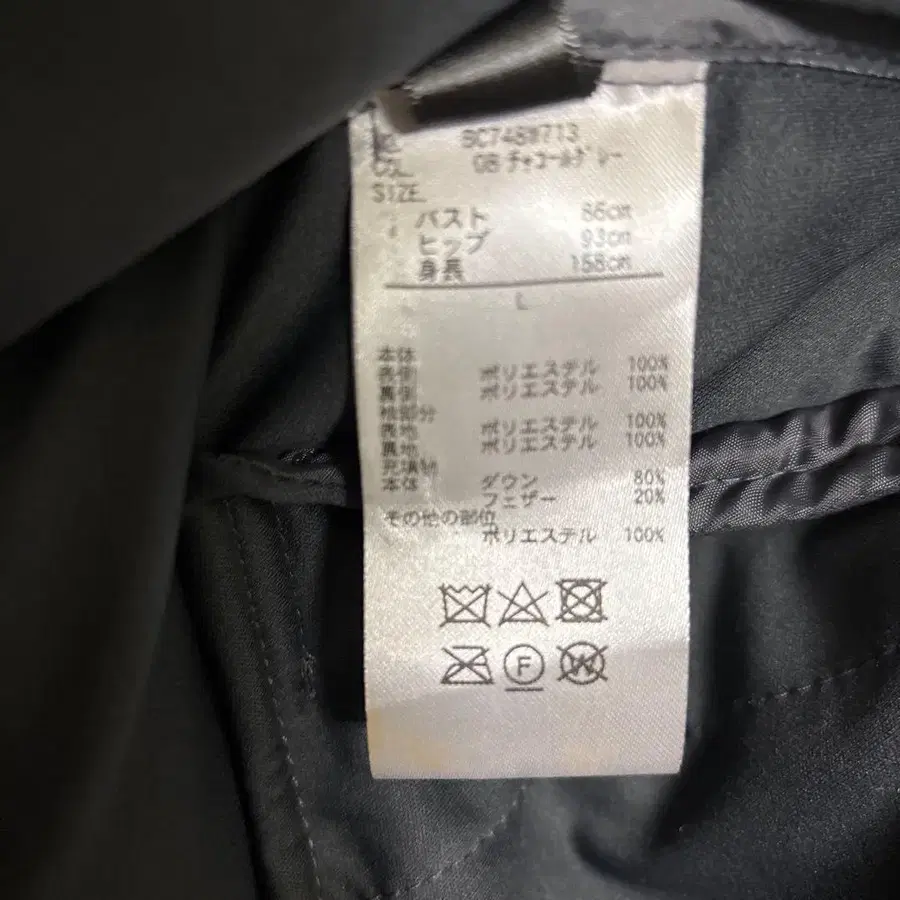 COL. 08 チャコールグレー
SIZE
バスト 86cm
ヒップ 93cm
身長 158cm
L
本体
表側 ポリエステル 100%
裏側 ポリエステル 100%
袖部分
表地 ポリエステル 100%
裏地 ポリエステル 100%
充填物
本体 ダウン 80%
フェザー 20%
その他の部位
ポリエステル 100%
F
W